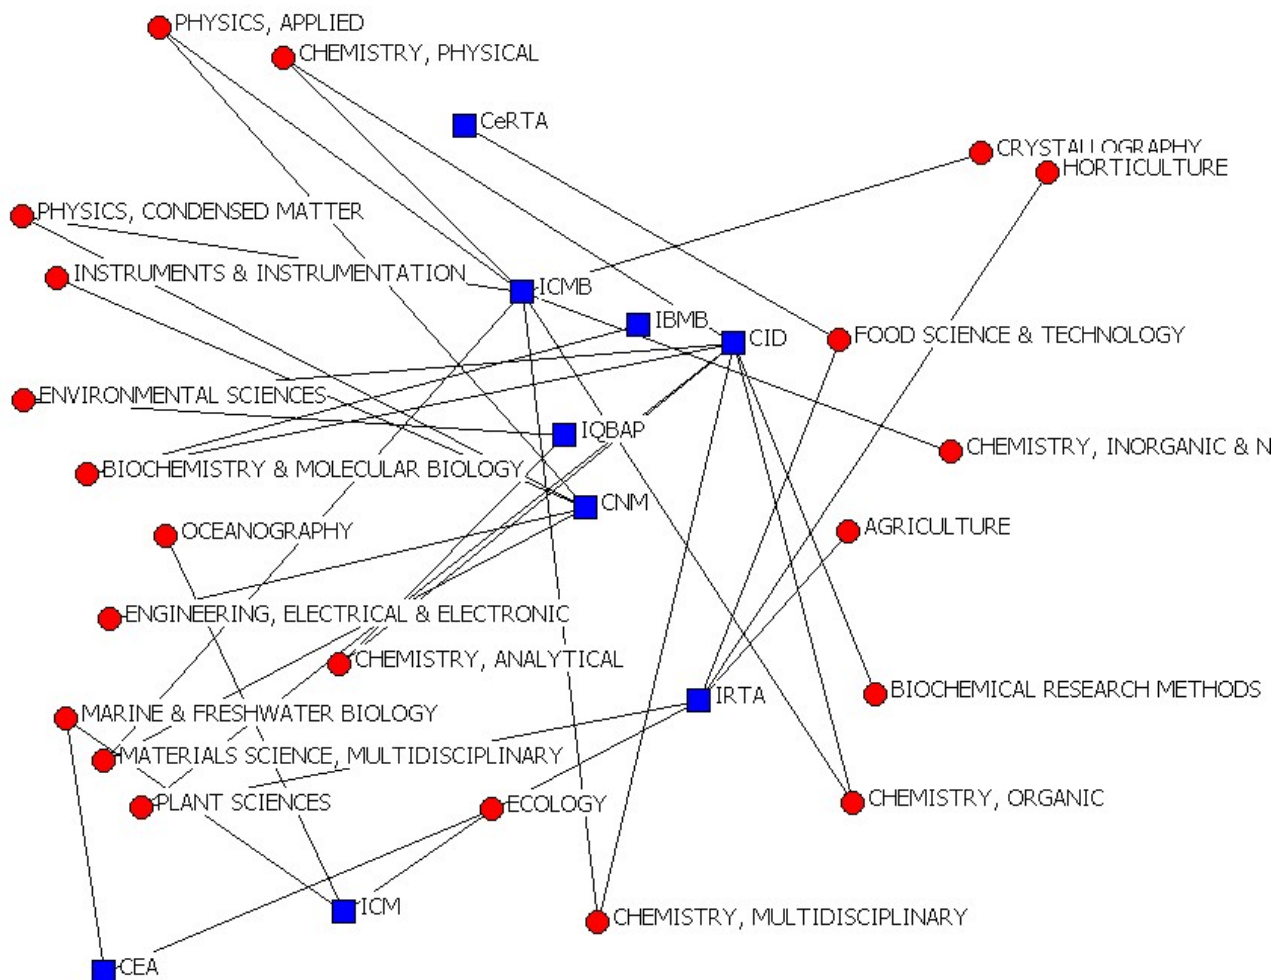 PHYSICS, APPLIED
CHEMISTRY, PHYSICAL
CeRTA
CRYSTALLOGRAPHY
HORTICULTURE
PHYSICS, CONDENSED MATTER
INSTRUMENTS & INSTRUMENTATION
ICMB
IBMB
CID
FOOD SCIENCE & TECHNOLOGY
ENVIRONMENTAL SCIENCES
IQBAP
CHEMISTRY, INORGANIC & N
BIOCHEMISTRY & MOLECULAR BIOLOGY
CNM
OCEANOGRAPHY
AGRICULTURE
ENGINEERING, ELECTRICAL & ELECTRONIC
CHEMISTRY, ANALYTICAL
IRTA
BIOCHEMICAL RESEARCH METHODS
MARINE & FRESHWATER BIOLOGY
MATERIALS SCIENCE, MULTIDISCIPLINARY
PLANT SCIENCES
ECOLOGY
CHEMISTRY, ORGANIC
ICM
CHEMISTRY, MULTIDISCIPLINARY
CEA